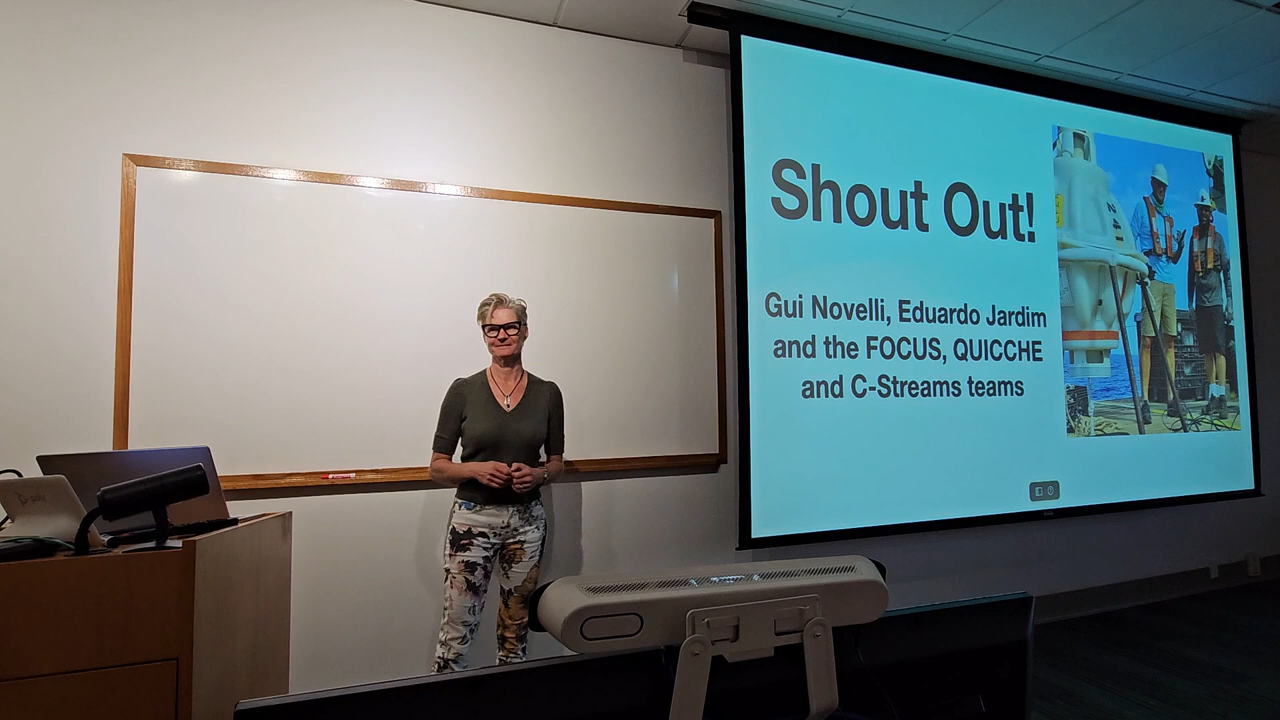 Shout Out!
Gui Novelli, Eduardo Jardim
and the FOCUS, QUICCHE
and C-Streams teams